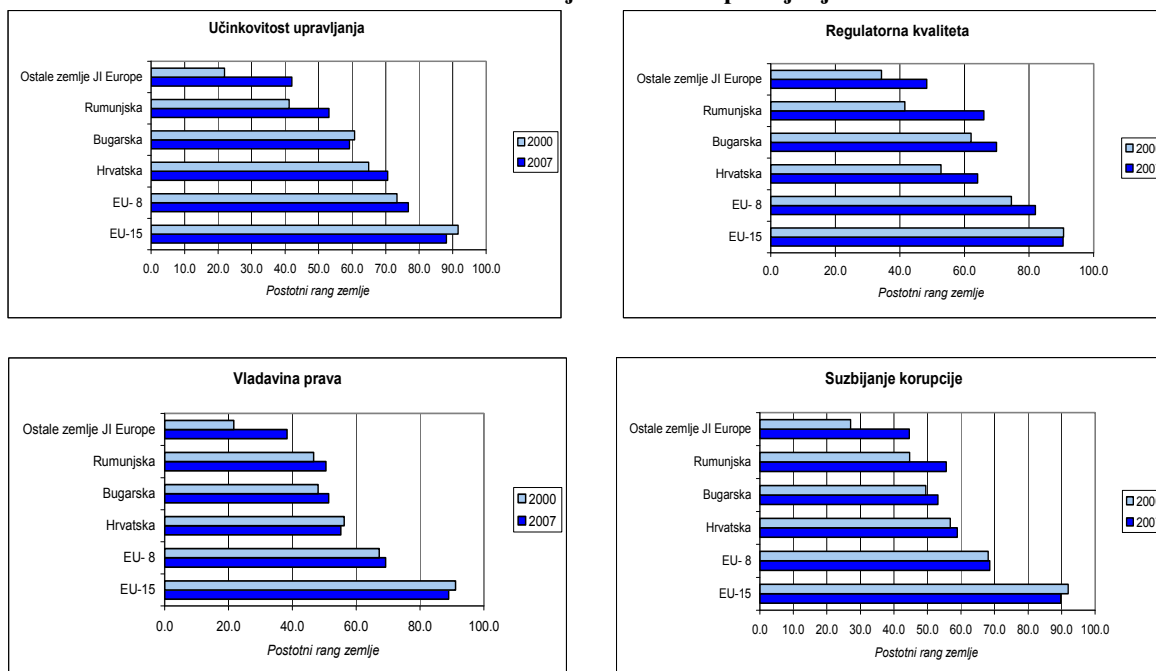 Učinkovitost upravljanja
Ostale zemlje JI Europe
Rumunjska
Bugarska
Hrvatska
EU- 8
EU-15
0.0 10.0 20.0 30.0 40.0 50.0 60.0 70.0 80.0 90.0 100.0
Postotni rang zemlje
2000
2007
Regulatorna kvaliteta
Ostale zemlje JI Europe
Rumunjska
Bugarska
Hrvatska
EU- 8
EU-15
0.0 20.0 40.0 60.0 80.0 100.0
Postotni rang zemlje
Vladavina prava
Ostale zemlje JI Europe
Rumunjska
Bugarska
Hrvatska
EU- 8
EU-15
0.0 20.0 40.0 60.0 80.0 100.0
Postotni rang zemlje
2000
2007
Suzbijanje korupcije
Ostale zemlje JI Europe
Rumunjska
Bugarska
Hrvatska
EU- 8
EU-15
0.0 10.0 20.0 30.0 40.0 50.0 60.0 70.0 80.0 90.0 100.0
Postotni rang zemlje